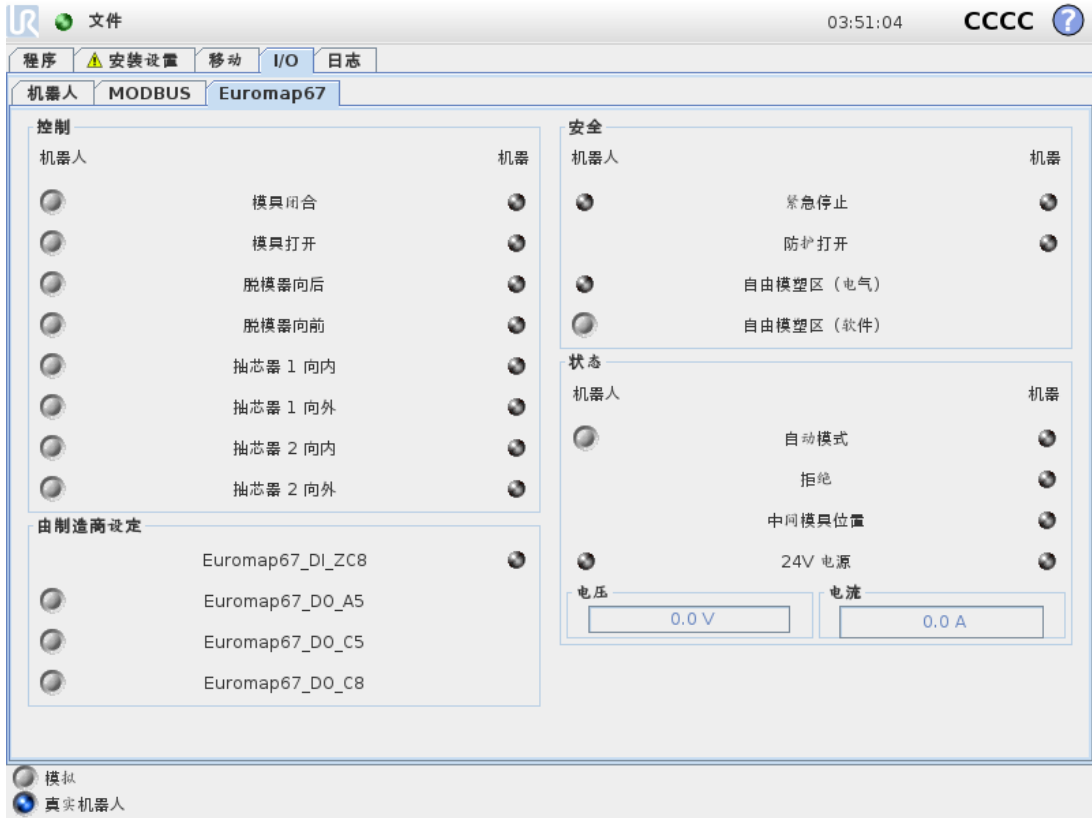 UR 文件 03:51:04 CCCC ?
程序 安装设置 移动 I/O 日志
机器人 MODBUS Euromap67
控制
机器人 机器
模具闭合
模具打开
脱模器向后
脱模器向前
抽芯器 1 向内
抽芯器 1 向外
抽芯器 2 向内
抽芯器 2 向外
由制造商设定
Euromap67_DI_ZC8
Euromap67_DO_A5
Euromap67_DO_C5
Euromap67_DO_C8
安全
机器人 机器
紧急停止
防护打开
自由模塑区（电气）
自由模塑区（软件）
状态
机器人 机器
自动模式
拒绝
中间模具位置
24V 电源
电压 电流
0.0 V 0.0 A
模拟
真实机器人